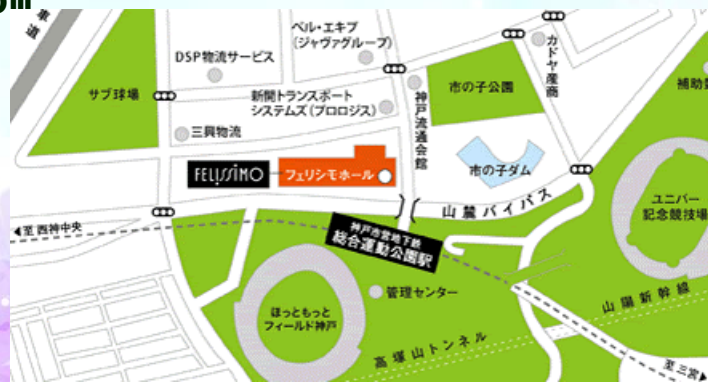 車道
ベル・エキプ
(ジャヴァグループ)
DSP物流サービス
カドヤ産商
サブ球場
新開トランスポート
システムズ(プロロジス)
神戸流通会館
市の子公園
補助
三興物流
FELISSIMO
フェリシモホール
市の子ダム
山麓バイパス
ユニバー
記念競技場
◀至西神中央
神戸市営地下鉄
総合運動公園駅
管理センター
ほっともっと
フィールド神戸
山陽新幹線
高塚山トンネル
至三宮▶